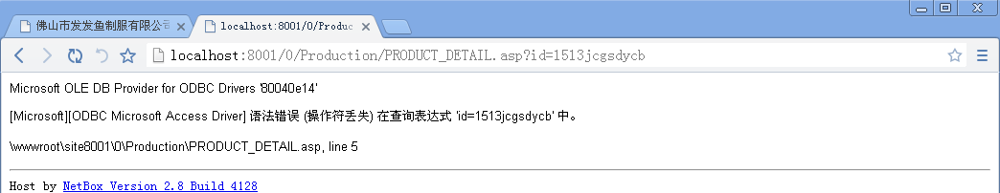 佛山市发发鱼制服有限公司
localhost:8001/0/Produc
localhost:8001/0/Production/PRODUCT_DETAIL.asp?id=1513jcgsdycb
Microsoft OLE DB Provider for ODBC Drivers '80040e14'
[Microsoft][ODBC Microsoft Access Driver] 语法错误 (操作符丢失) 在查询表达式 'id=1513jcgsdycb' 中。
\wwwroot\site8001\0\Production\PRODUCT_DETAIL.asp, line 5
Host by NetBox Version 2.8 Build 4128